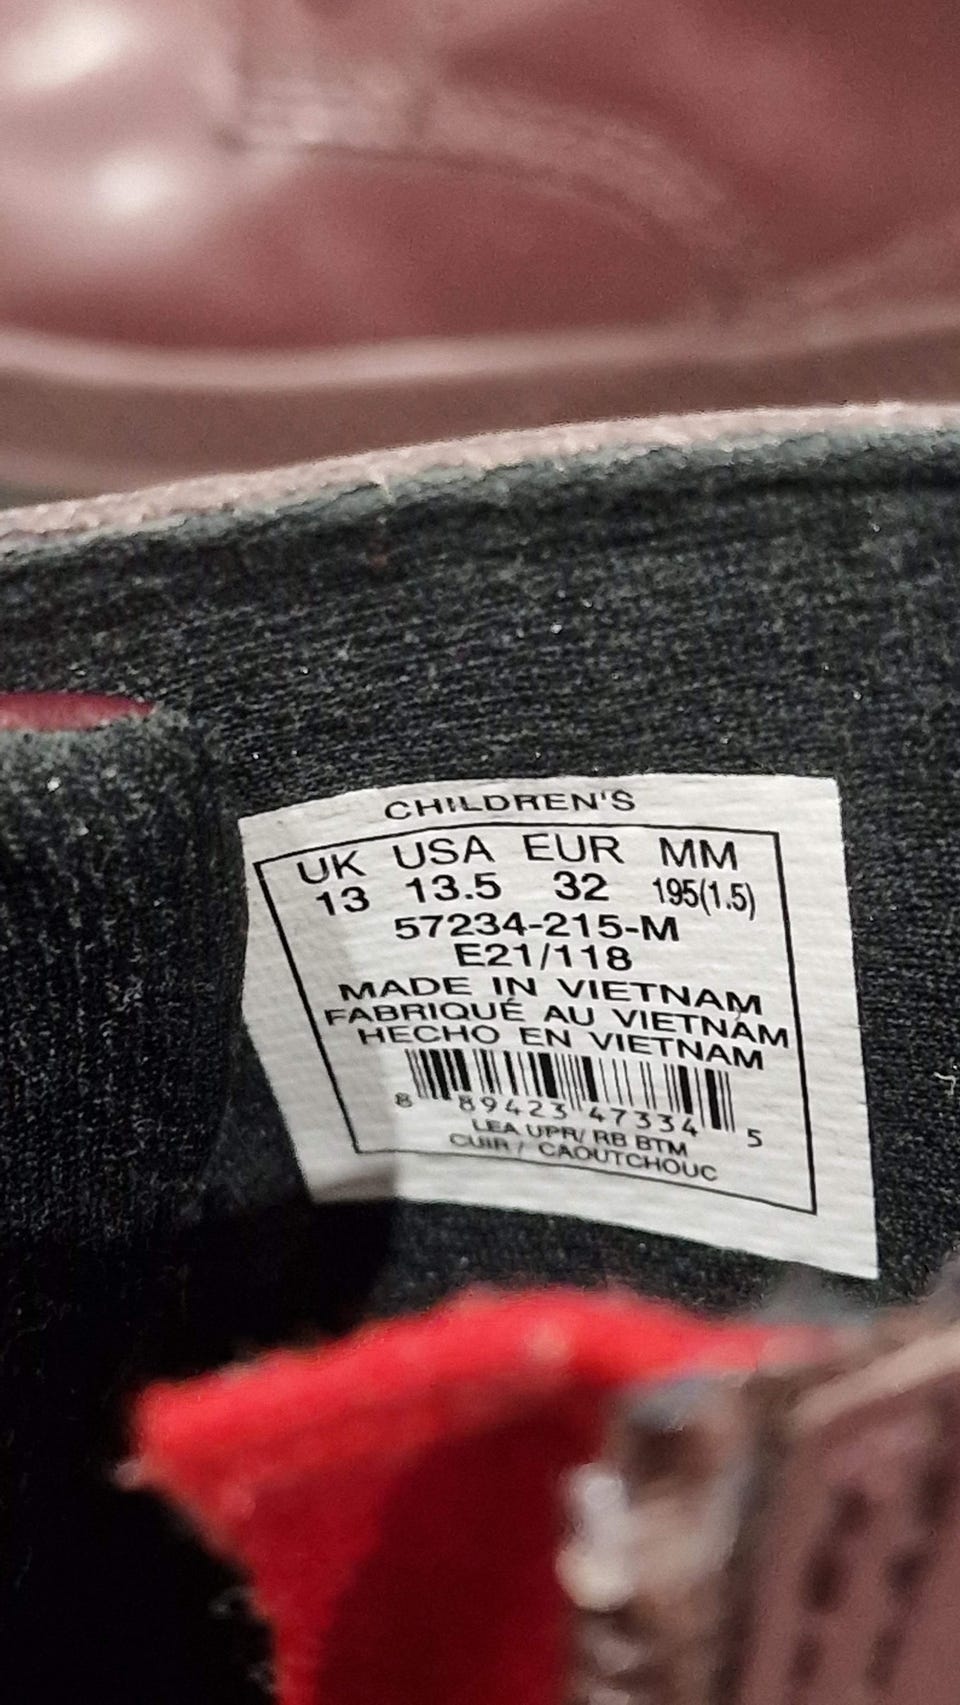 CHILDREN'S
UK USA EUR MM
13 13.5 32 195(1.5)
57234-215-M
E21/118
MADE IN VIETNAM
FABRIQUÉ AU VIETNAM
HECHO EN VIETNAM
8 89423 47334 5
LEA UPR/ RB BTM
CUIR / CAOUTCHOUC